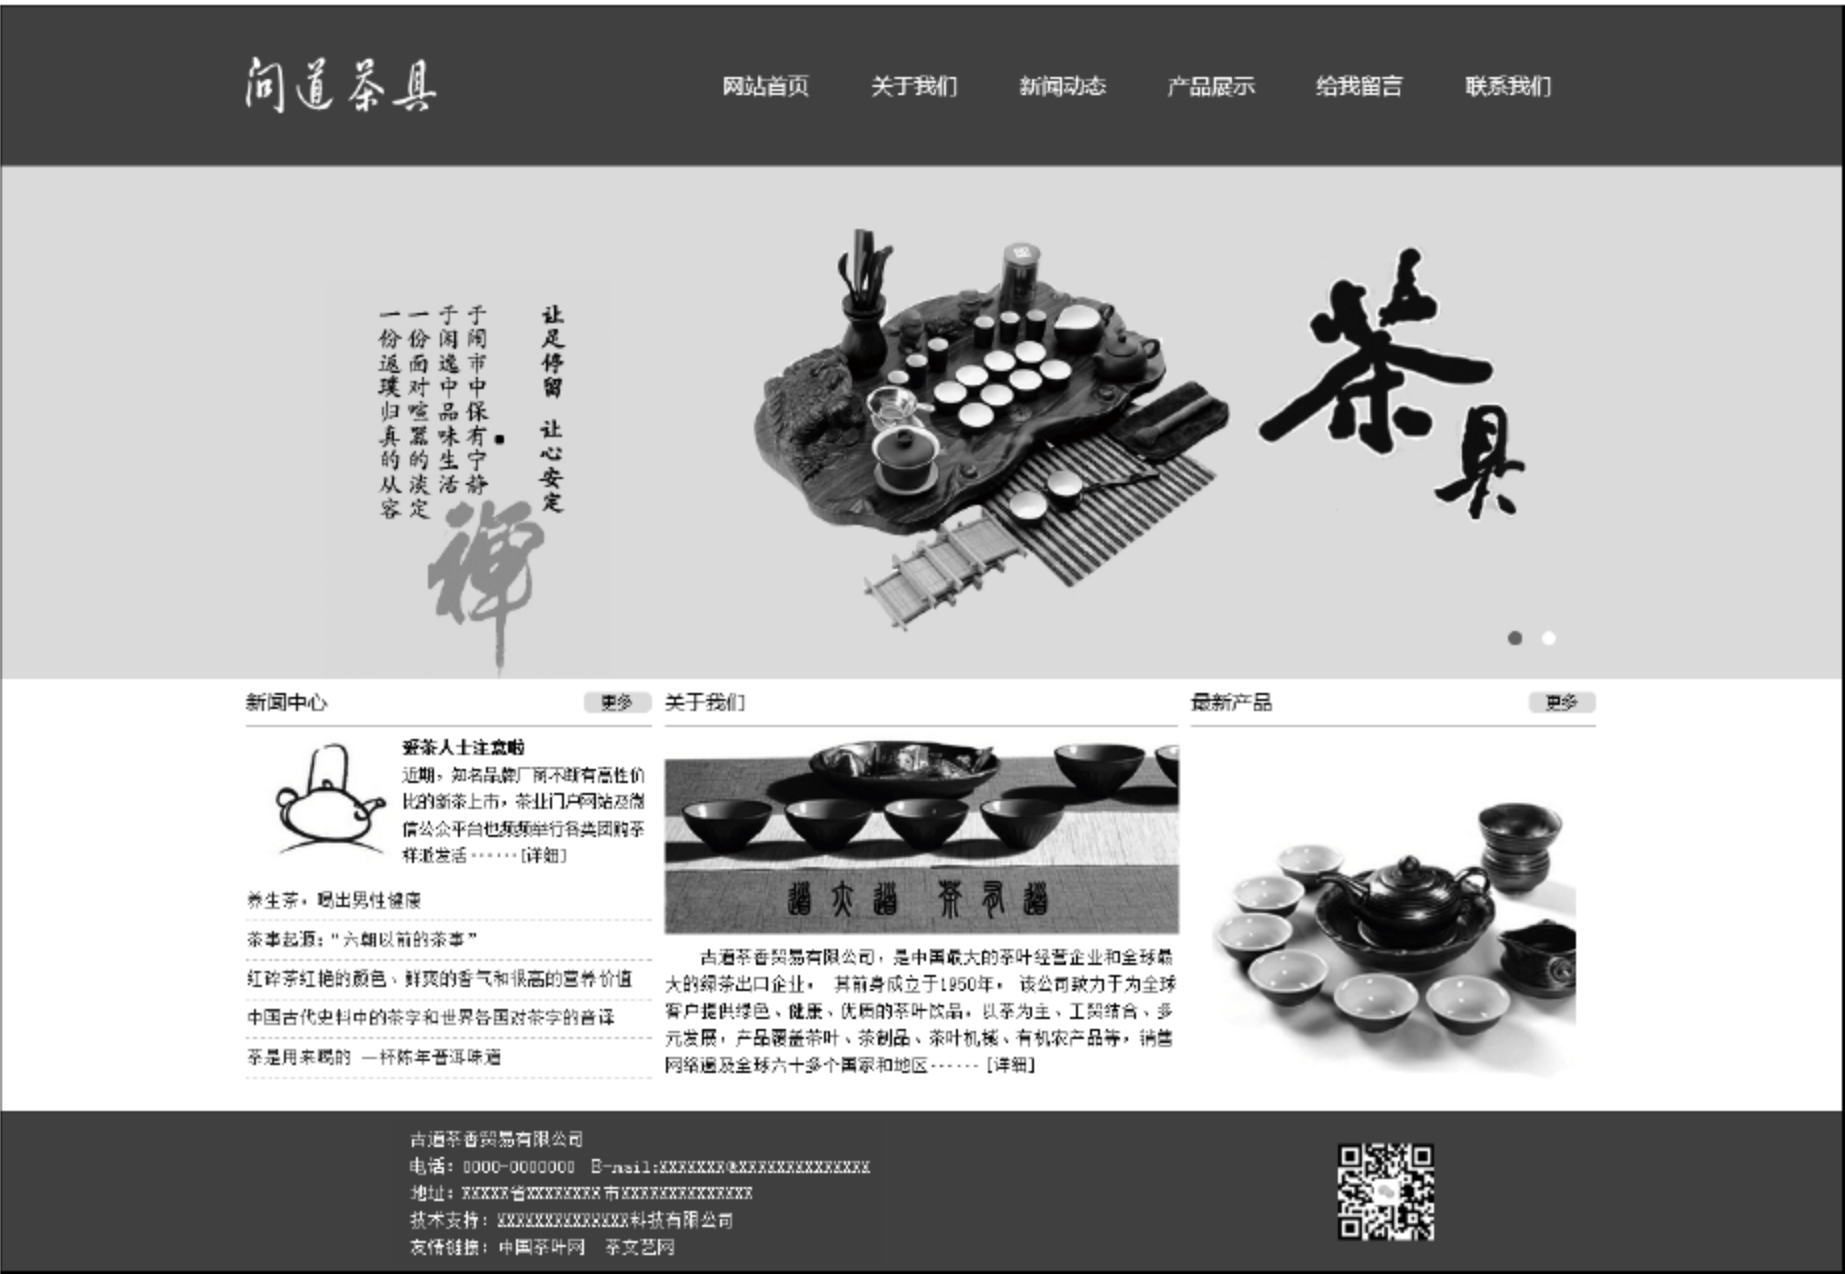 问道茶具
网站首页 关于我们 新闻动态 产品展示 给我留言 联系我们
让足停留 让心安定
于闹市中保有宁静
于闲逸中品味生活
一份面对喧嚣的淡定
一份返璞归真的从容
禅
茶具
新闻中心 更多
爱茶人士注意啦
近期，知名品牌厂商不断有高性价
比的新茶上市，茶业门户网站及微
信公众平台也频频举行各类团购茶
样派发活······[详细]
养生茶，喝出男性健康
茶事起源：“六朝以前的茶事”
红碎茶红艳的颜色、鲜爽的香气和很高的营养价值
中国古代史料中的茶字和世界各国对茶字的音译
茶是用来喝的 一杯陈年普洱味道
关于我们
古道茶香贸易有限公司，是中国最大的茶叶经营企业和全球最
大的绿茶出口企业， 其前身成立于1950年， 该公司致力于为全球
客户提供绿色、健康、优质的茶叶饮品，以茶为主、工贸结合、多
元发展，产品覆盖茶叶、茶制品、茶叶机械、有机农产品等，销售
网络遍及全球六十多个国家和地区······ [详细]
最新产品 更多
古道茶香贸易有限公司
电话：0000-0000000 E-mail:XXXXXXX@XXXXXXXXXXXXXX
地址：XXXXX省XXXXXXXX市XXXXXXXXXXXXXX
技术支持：XXXXXXXXXXXXXX科技有限公司
友情链接：中国茶叶网 茶文艺网